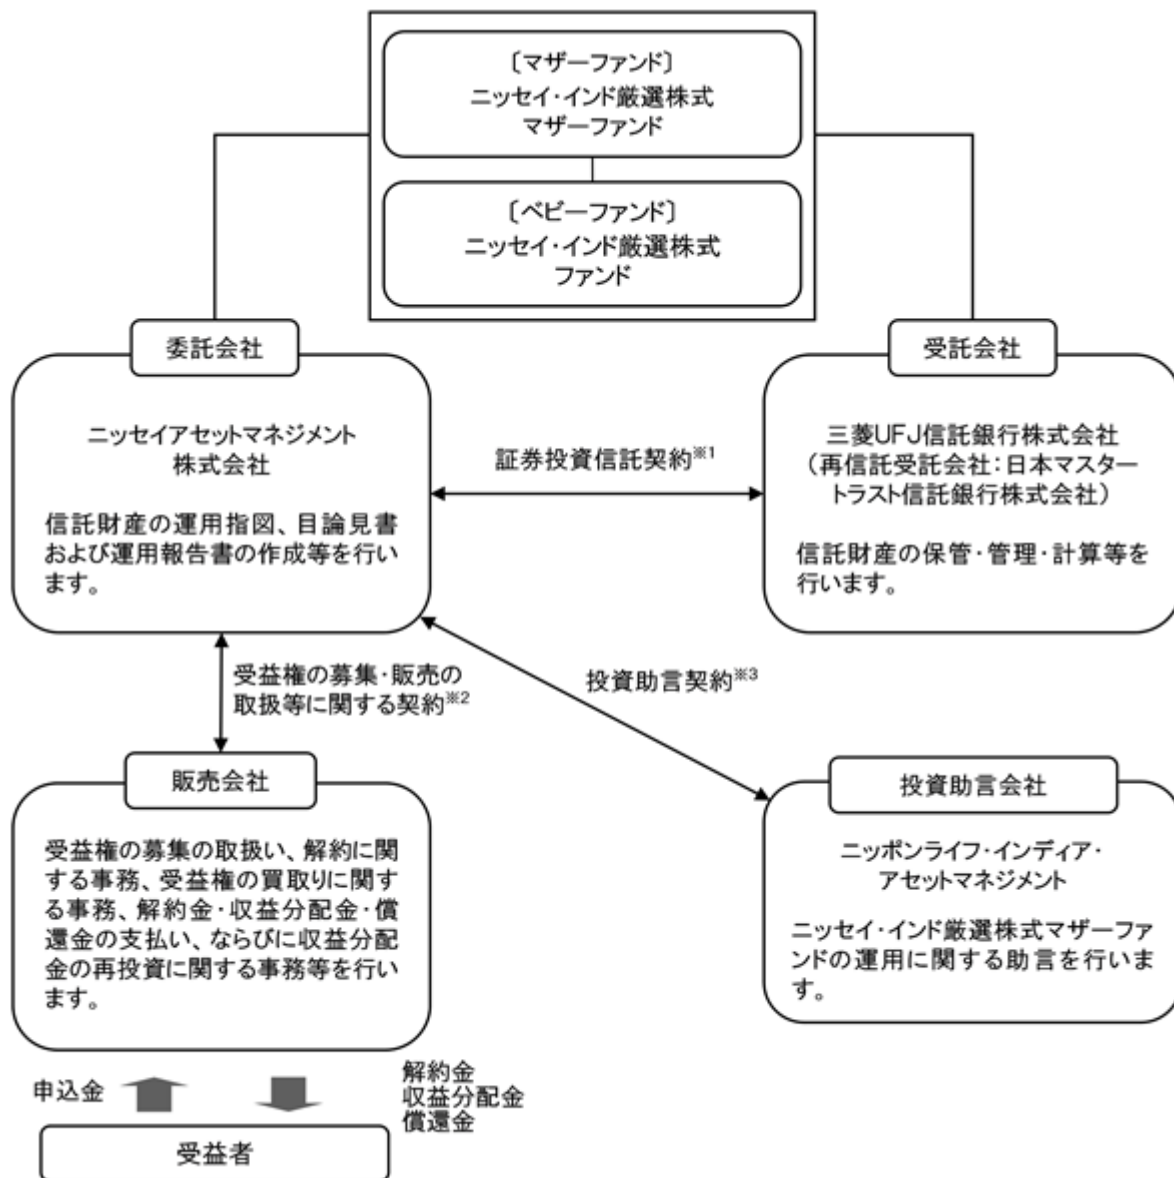 〔マザーファンド〕
ニッセイ・インド厳選株式
マザーファンド
〔ベビーファンド〕
ニッセイ・インド厳選株式
ファンド
委託会社
ニッセイアセットマネジメント
株式会社
信託財産の運用指図、目論見書
および運用報告書の作成等を行い
ます。
証券投資信託契約※1
受託会社
三菱UFJ信託銀行株式会社
（再信託受託会社：日本マスター
トラスト信託銀行株式会社）
信託財産の保管・管理・計算等を
行います。
受益権の募集・販売の
取扱等に関する契約※2
投資助言契約※3
販売会社
受益権の募集の取扱い、解約に関
する事務、受益権の買取りに関す
る事務、解約金・収益分配金・償
還金の支払い、ならびに収益分配
金の再投資に関する事務等を行い
ます。
投資助言会社
ニッポンライフ・インディア・
アセットマネジメント
ニッセイ・インド厳選株式マザーファ
ンドの運用に関する助言を行いま
す。
申込金
解約金
収益分配金
償還金
受益者